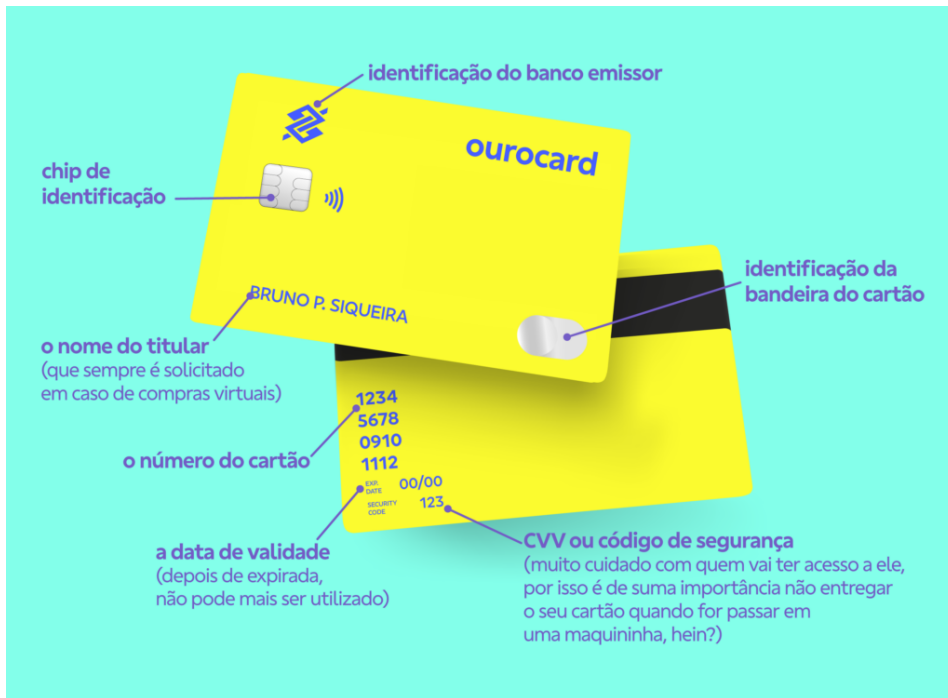 identificação do banco emissor
ourocard
chip de
identificação
identificação da
bandeira do cartão
BRUNO P. SIQUEIRA
o nome do titular
(que sempre é solicitado
em caso de compras virtuais)
1234
5678
0910
1112
o número do cartão
EXP.
DATE
00/00
SECURITY
CODE
123
a data de validade
(depois de expirada,
não pode mais ser utilizado)
CVV ou código de segurança
(muito cuidado com quem vai ter acesso a ele,
por isso é de suma importância não entregar
o seu cartão quando for passar em
uma maquininha, hein?)